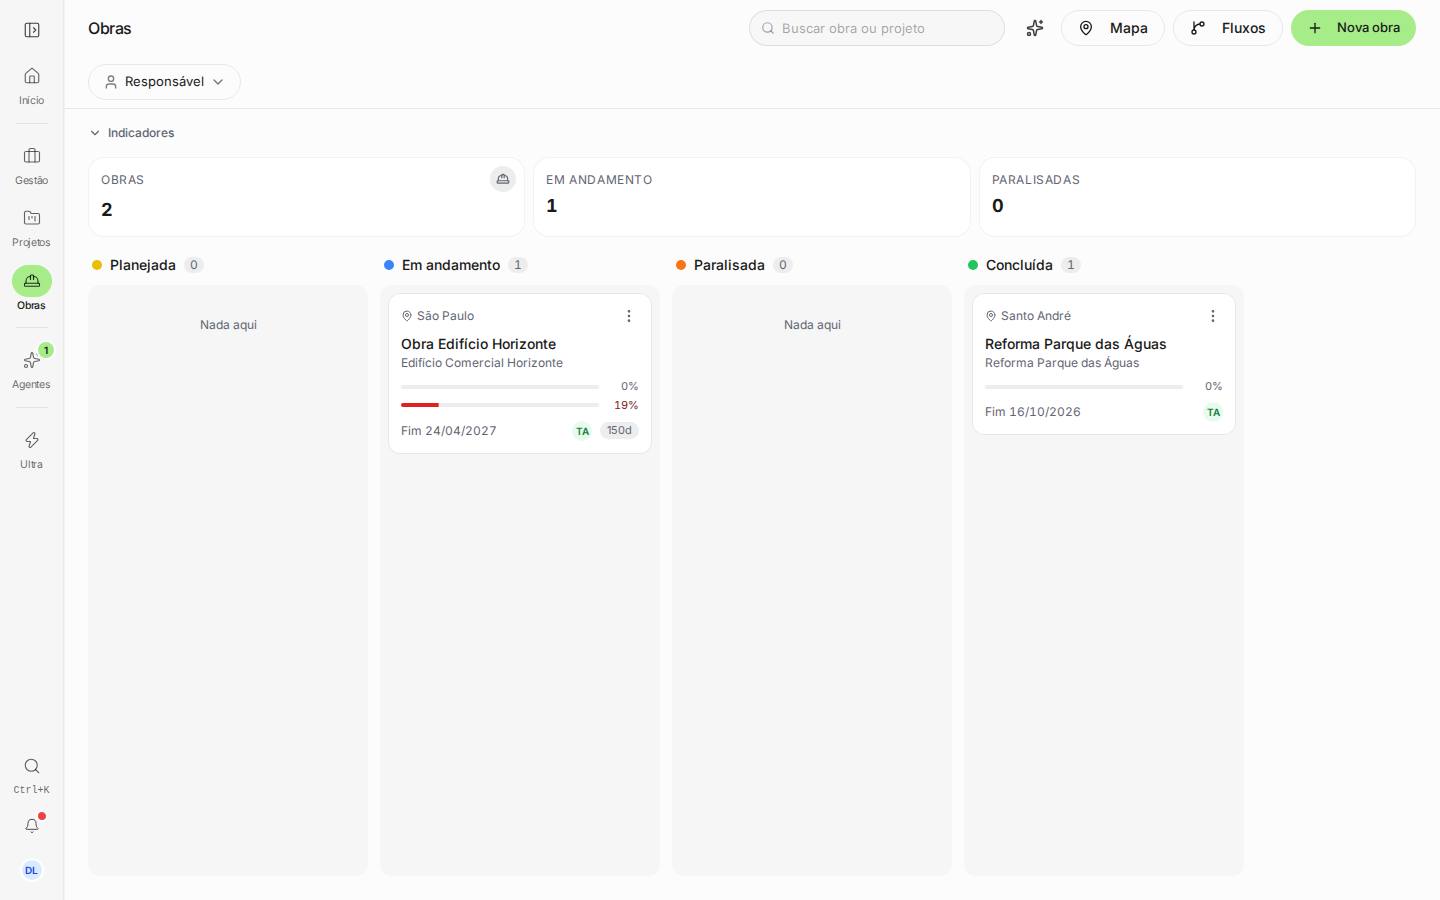 Obras
Buscar obra ou projeto
Mapa
Fluxos
Nova obra
Responsável
Início
Gestão
Projetos
Obras
1
Agentes
Ultra
Ctrl+K
DL
Indicadores
OBRAS
2
EM ANDAMENTO
1
PARALISADAS
0
Planejada 0
Nada aqui
Em andamento 1
São Paulo
Obra Edifício Horizonte
Edifício Comercial Horizonte
0%
19%
Fim 24/04/2027 TA 150d
Paralisada 0
Nada aqui
Concluída 1
Santo André
Reforma Parque das Águas
Reforma Parque das Águas
0%
Fim 16/10/2026 TA